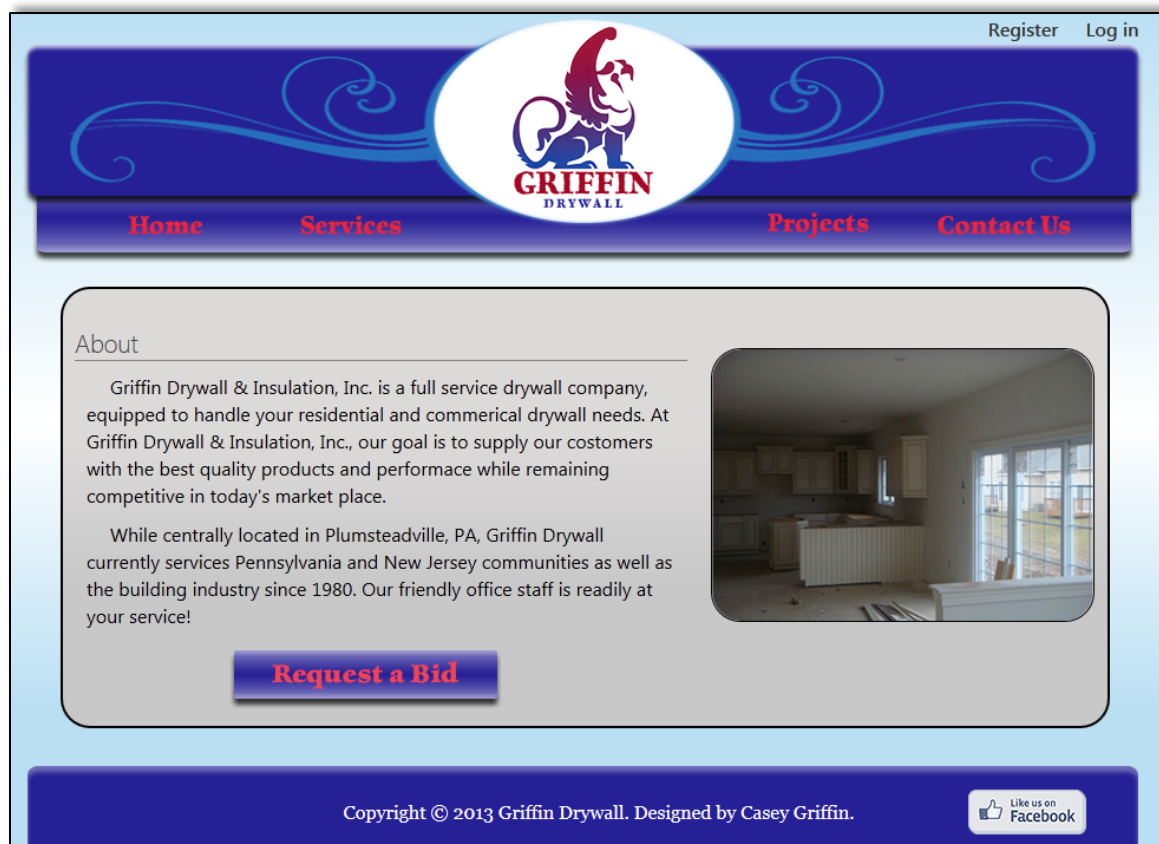 Register Log in
GRIFFIN
DRYWALL
Home Services Projects Contact Us
About
Griffin Drywall & Insulation, Inc. is a full service drywall company,
equipped to handle your residential and commerical drywall needs. At
Griffin Drywall & Insulation, Inc., our goal is to supply our costomers
with the best quality products and performace while remaining
competitive in today's market place.
While centrally located in Plumsteadville, PA, Griffin Drywall
currently services Pennsylvania and New Jersey communities as well as
the building industry since 1980. Our friendly office staff is readily at
your service!
Request a Bid
Copyright © 2013 Griffin Drywall. Designed by Casey Griffin.
Like us on
Facebook